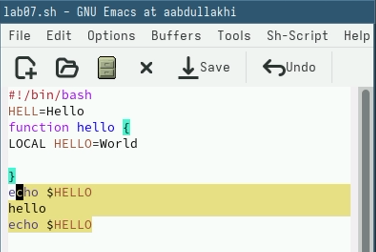 lab07.sh - GNU Emacs at aabdullakhi
File Edit Options Buffers Tools Sh-Script Help
Save Undo
#!/bin/bash
HELL=Hello
function hello {
LOCAL HELLO=World
}
echo $HELLO
hello
echo $HELLO